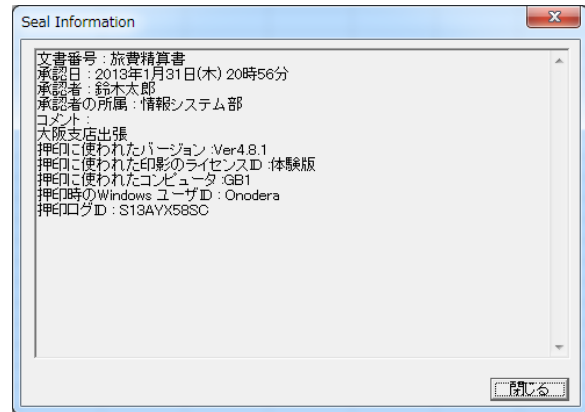 Seal Information
文書番号：旅費精算書
承認日：2013年1月31日(木) 20時56分
承認者：鈴木太郎
承認者の所属：情報システム部
コメント：
大阪支店出張
押印に使われたバージョン :Ver4.8.1
押印に使われた印影のライセンスID :体験版
押印に使われたコンピュータ :GB1
押印時のWindows ユーザID : Onodera
押印ログID : S13AYX58SC
閉じる